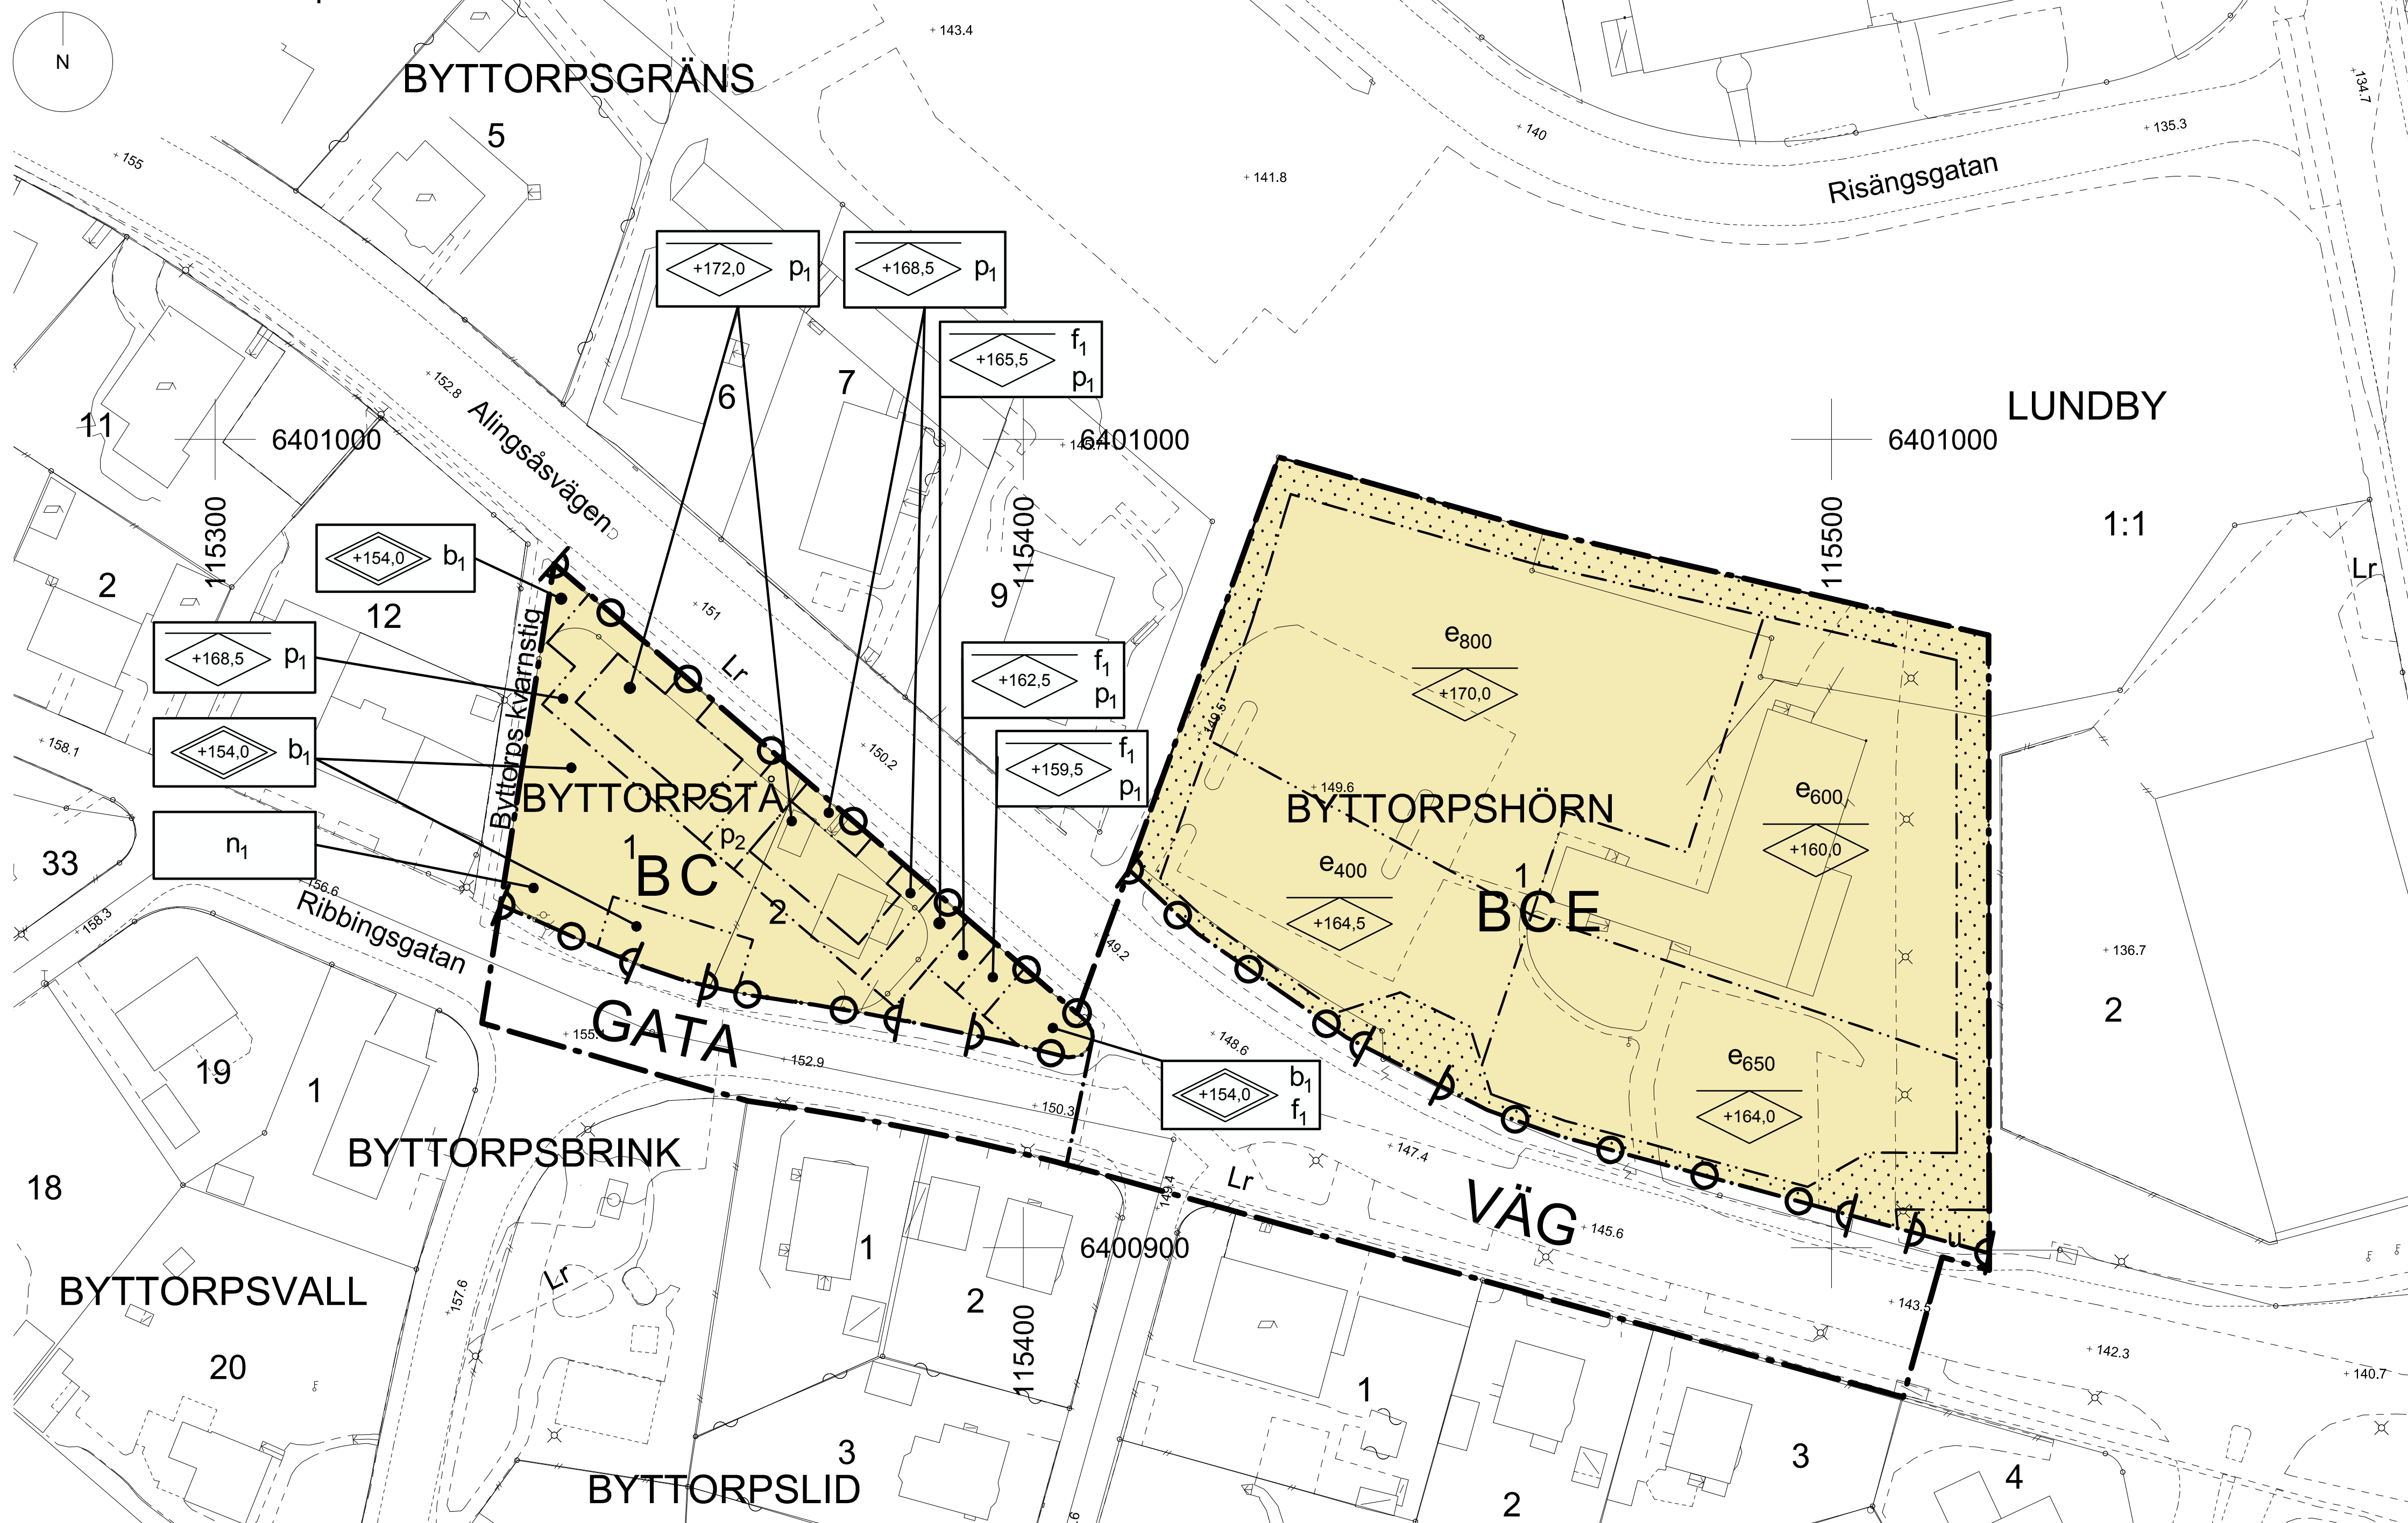 N
BYTTORPSGRÄNS
5
+ 143.4
+ 155
+ 140
+ 141.8
+ 135.3
+ 134.7
Risängsgatan
+172,0 p1
+168,5 p1
+165,5 f1
p1
+ 152.8
Alingsåsvägen
6
7
11
6401000
6401000
6401000
LUNDBY
115300
115400
115500
1:1
Lr
2
12
9
+154,0 b1
+ 151
Lr
Byttorps kvarnstig
+168,5 p1
+162,5 f1
p1
e800
+170,0
+ 149.5
+ 158.1
+154,0 b1
+ 150.2
+159,5 f1
p1
BYTTORPSTÅ
1
p2
BC
2
+ 149.6
BYTTORPSHÖRN
e600
+160,0
n1
33
e400
+164,5
1
BCE
+ 156.6
Ribbingsgatan
+ 158.3
+ 149.2
+ 136.7
2
GATA
+ 152.9
+ 148.6
e650
+164,0
19
1
+154,0 b1
f1
+ 150.3
BYTTORPSBRINK
+ 147.4
18
+ 149.4
Lr
VÄG
+ 145.6
u
1
6400900
Lr
BYTTORPSVALL
+ 157.6
2
115400
+ 143.5
+ 142.3
+ 140.7
20
1
3
3
4
BYTTORPSLID
2